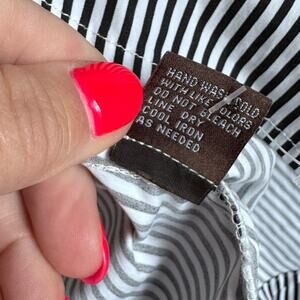 HAND WASH COLD
WITH LIKE COLORS
DO NOT BLEACH
LINE DRY
COOL IRON
AS NEEDED